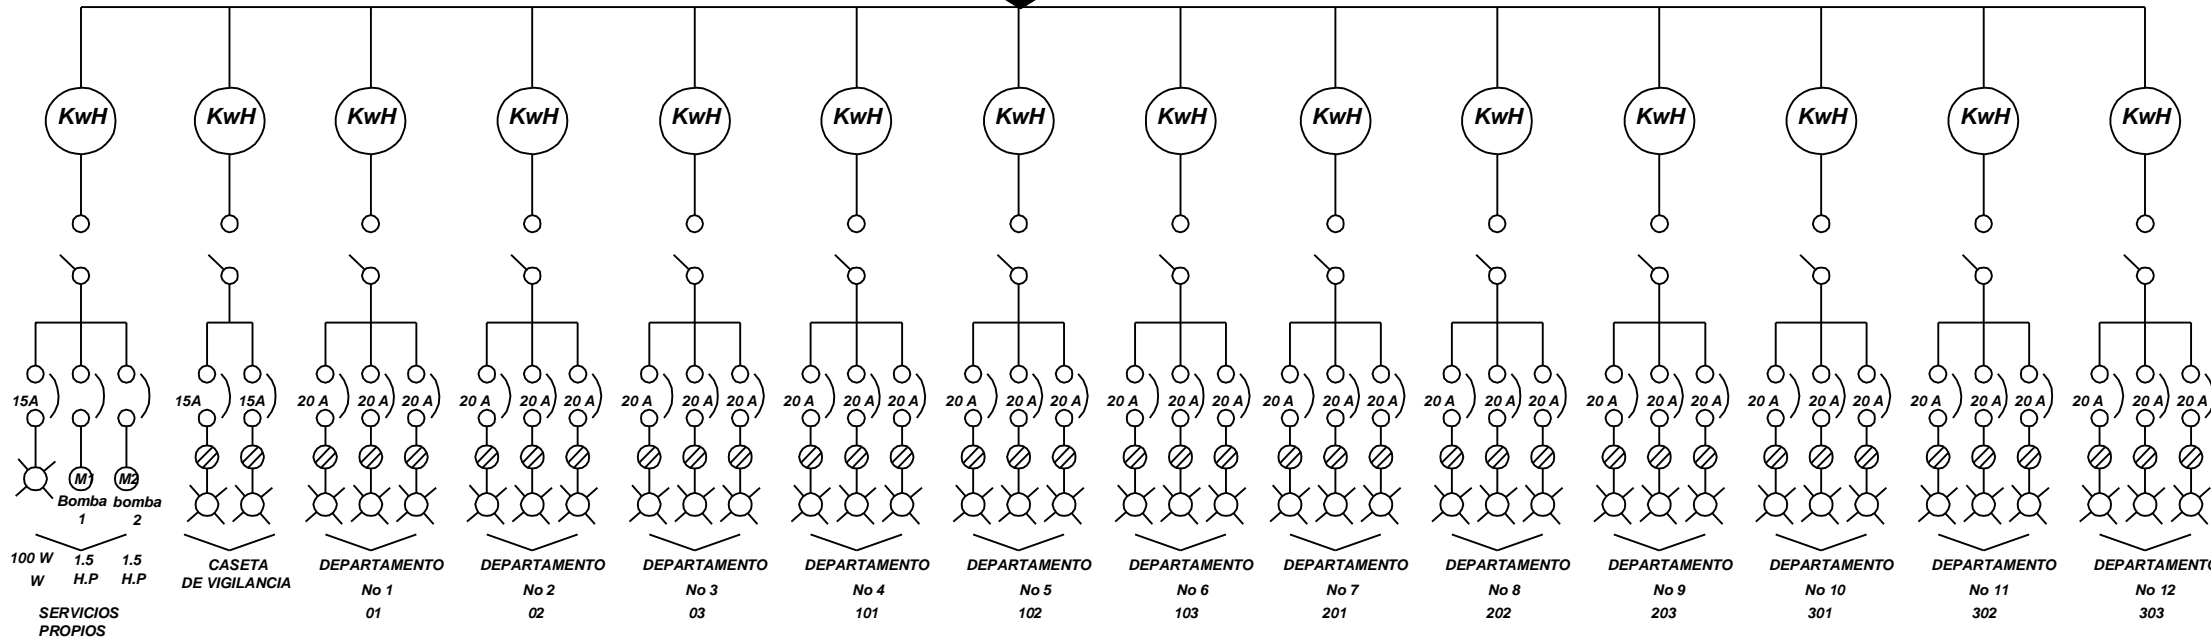 KwH KwH KwH KwH KwH KwH KwH KwH KwH KwH KwH KwH KwH KwH
15A 15A 15A 20 A 20 A 20 A 20 A 20 A 20 A 20 A 20 A 20 A 20 A 20 A 20 A 20 A 20 A 20 A 20 A 20 A 20 A 20 A 20 A 20 A 20 A 20 A 20 A 20 A 20 A 20 A 20 A 20 A 20 A 20 A 20 A 20 A 20 A 20 A 20 A
M1 M2
Bomba bomba
1 2
100 W 1.5 1.5 CASETA DEPARTAMENTO DEPARTAMENTO DEPARTAMENTO DEPARTAMENTO DEPARTAMENTO DEPARTAMENTO DEPARTAMENTO DEPARTAMENTO DEPARTAMENTO DEPARTAMENTO DEPARTAMENTO DEPARTAMENTO
W H.P H.P DE VIGILANCIA No 1 No 2 No 3 No 4 No 5 No 6 No 7 No 8 No 9 No 10 No 11 No 12
SERVICIOS 01 02 03 101 102 103 201 202 203 301 302 303
PROPIOS